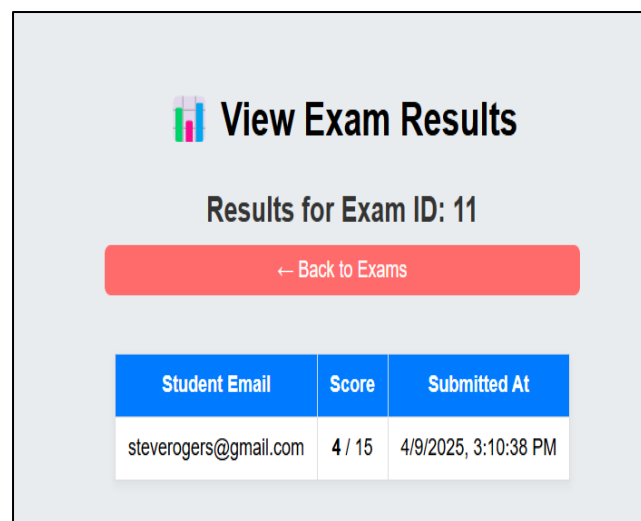 View Exam Results
Results for Exam ID: 11
← Back to Exams
Student Email Score Submitted At
steverogers@gmail.com 4 / 15 4/9/2025, 3:10:38 PM